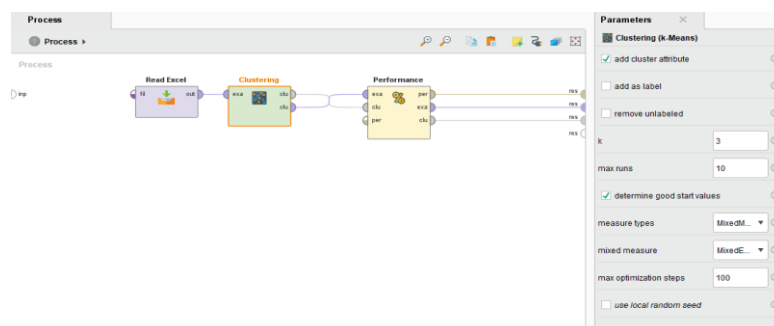 Process
Process
Process
inp
Read Excel
fil
out
Clustering
exa
clu
clu
Performance
exa
per
clu
exa
per
clu
res
res
res
res
Parameters
Clustering (k-Means)
add cluster attribute
add as label
remove unlabeled
k
3
max runs
10
determine good start values
measure types
MixedM...
mixed measure
MixedE...
max optimization steps
100
use local random seed